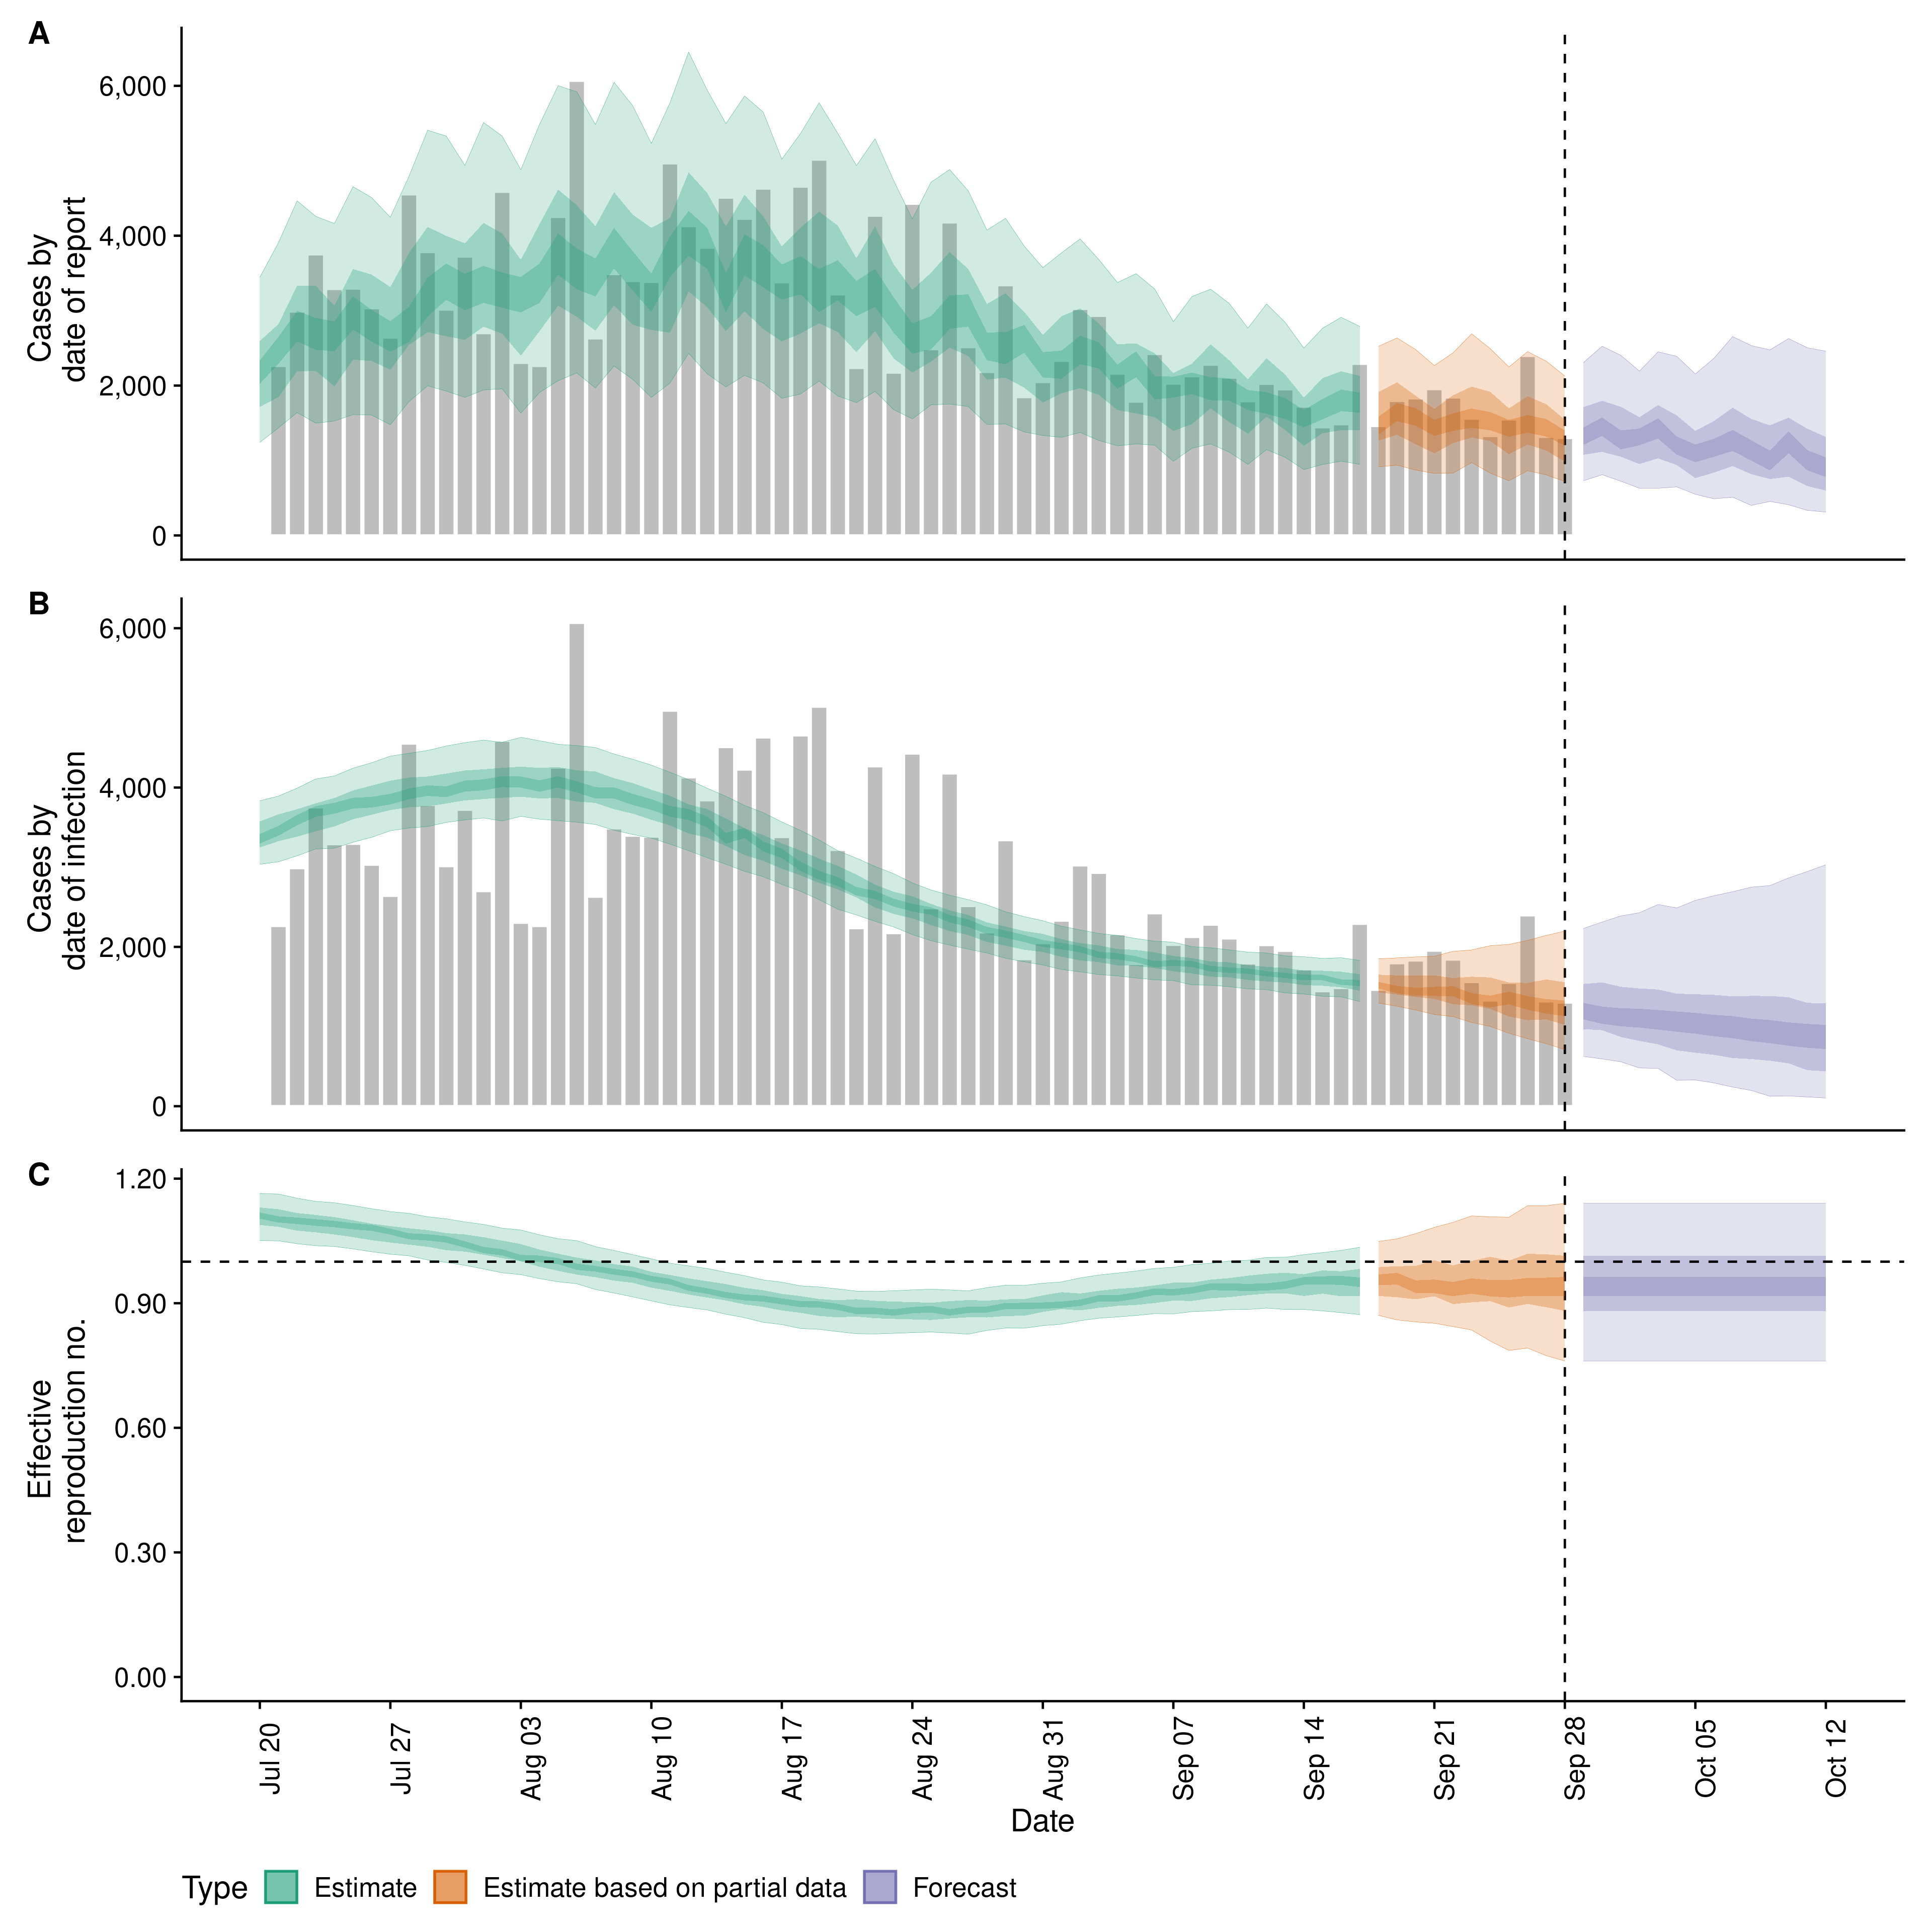 A
Cases by
date of report
6,000
4,000
2,000
0
B
Cases by
date of infection
6,000
4,000
2,000
0
C
Effective
reproduction no.
1.20
0.90
0.60
0.30
0.00
Jul 20
Jul 27
Aug 03
Aug 10
Aug 17
Aug 24
Aug 31
Sep 07
Sep 14
Sep 21
Sep 28
Oct 05
Oct 12
Date
Type Estimate Estimate based on partial data Forecast